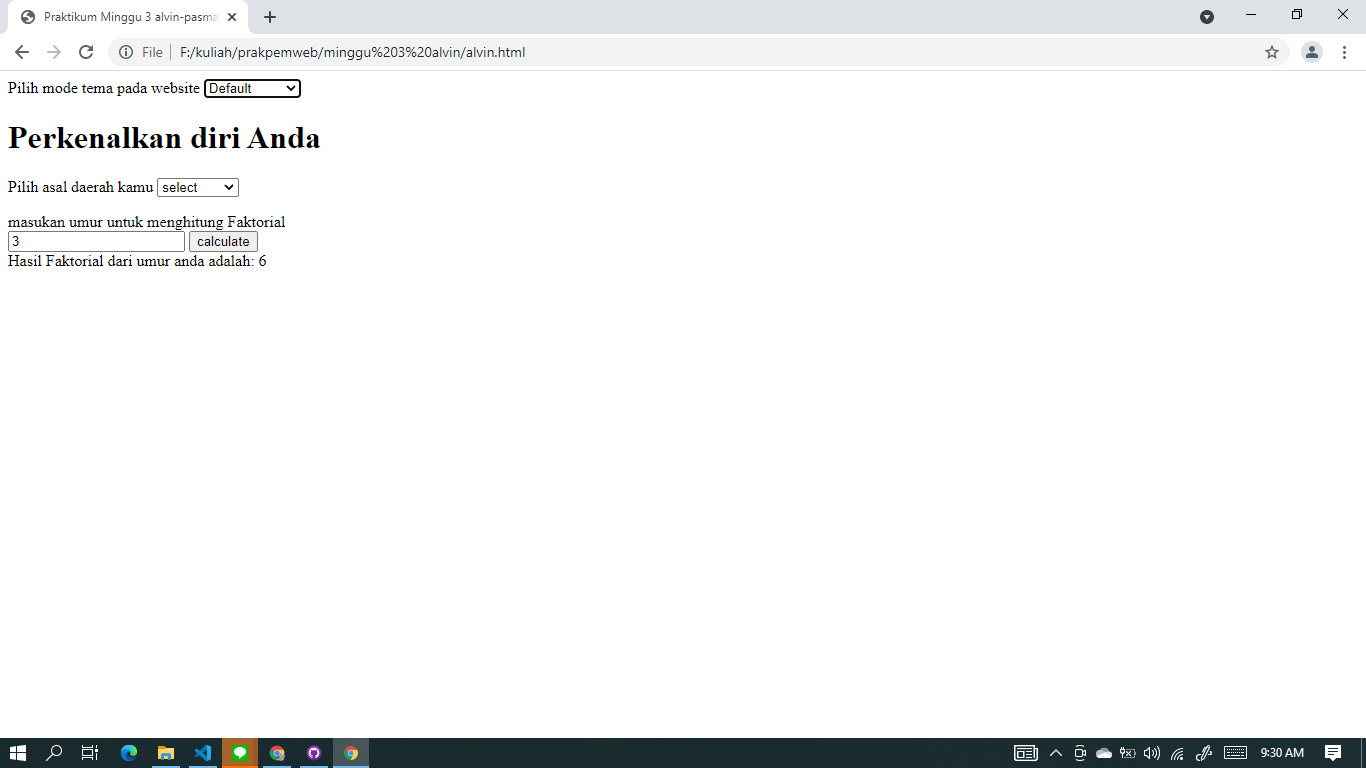 Praktikum Minggu 3 alvin-pasma
File
F:/kuliah/prakpemweb/minggu%203%20alvin/alvin.html
Pilih mode tema pada website Default
Perkenalkan diri Anda
Pilih asal daerah kamu select
masukan umur untuk menghitung Faktorial
3 calculate
Hasil Faktorial dari umur anda adalah: 6
9:30 AM